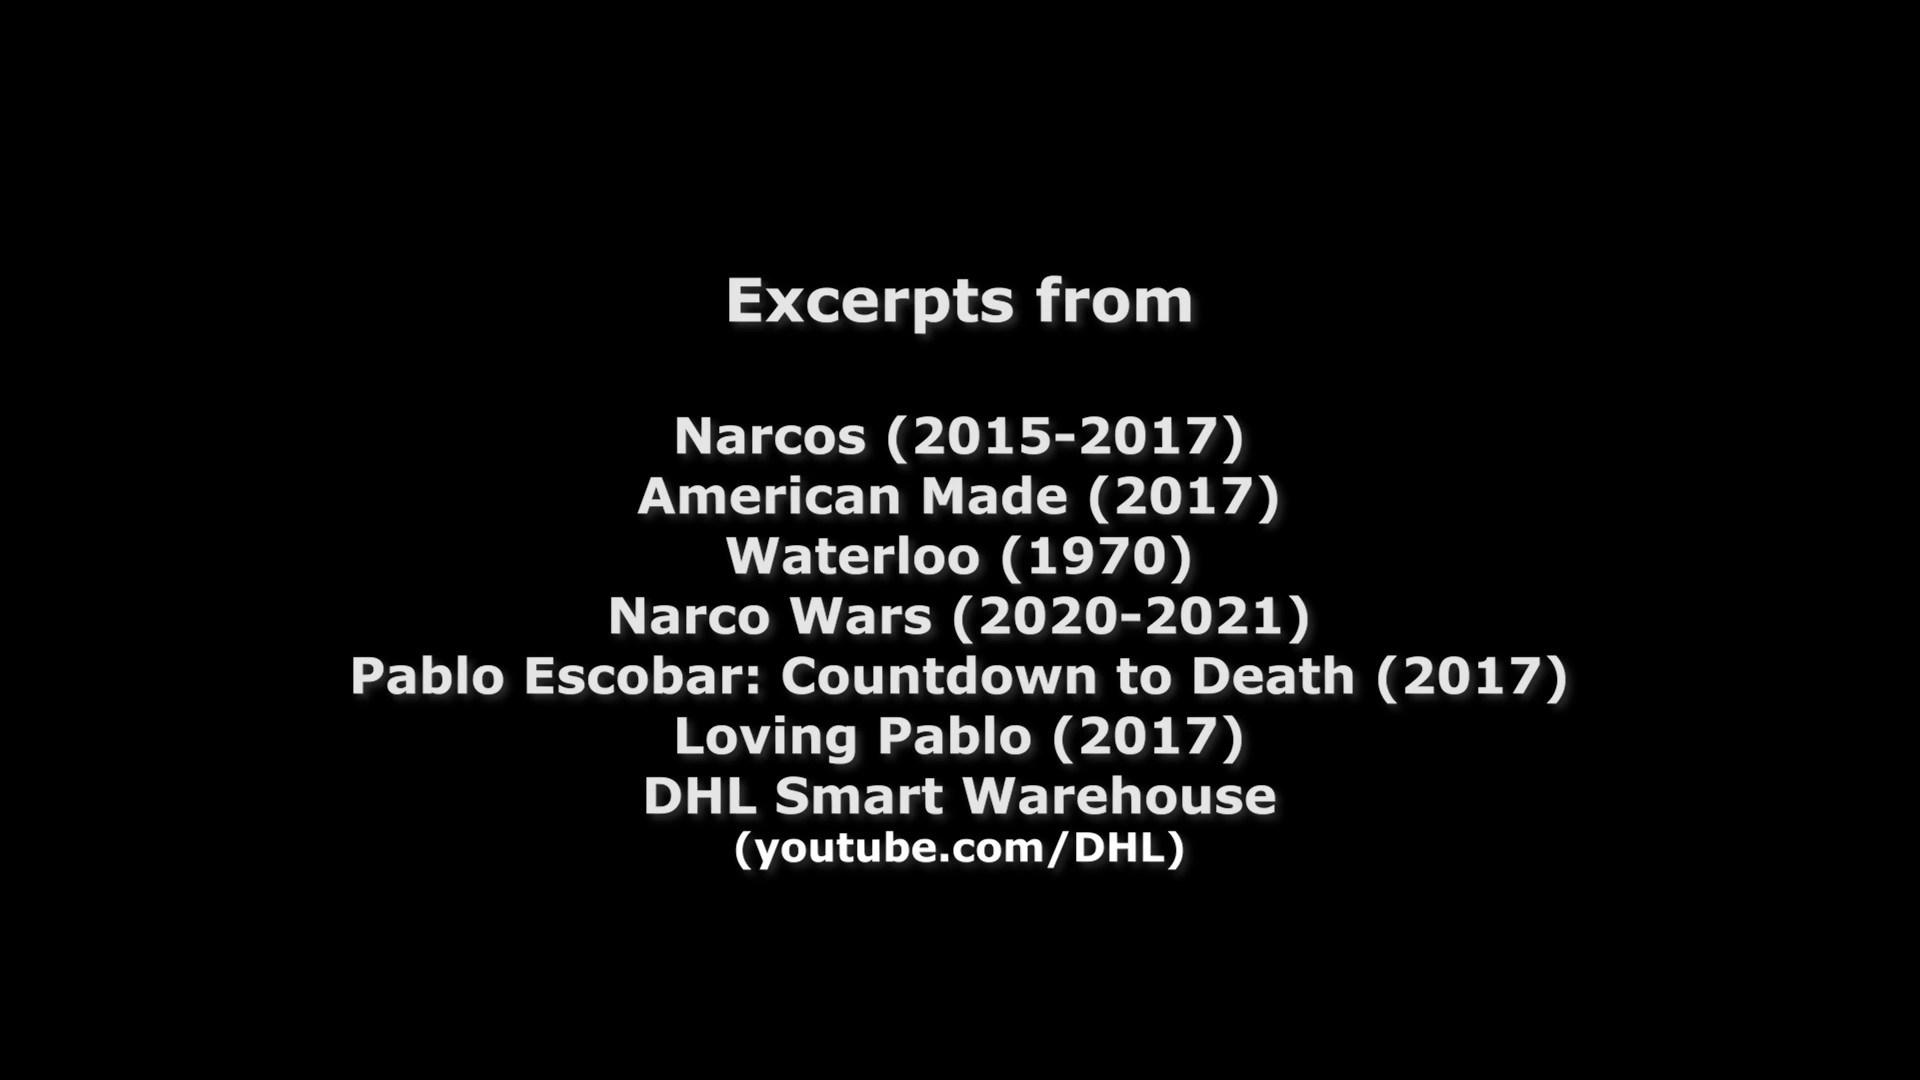 Excerpts from
Narcos (2015-2017)
American Made (2017)
Waterloo (1970)
Narco Wars (2020-2021)
Pablo Escobar: Countdown to Death (2017)
Loving Pablo (2017)
DHL Smart Warehouse
(youtube.com/DHL)